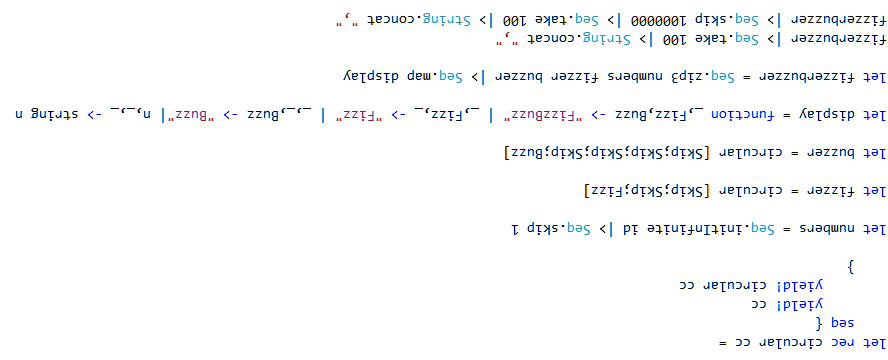 let rec circular cc =
    seq {
        yield! cc
        yield! circular cc
    }
let numbers = Seq.initInfinite id |> Seq.skip 1
let fizzer = circular [Skip;Skip;Fizz]
let buzzer = circular [Skip;Skip;Skip;Skip;Buzz]
let display = function _,Fizz,Buzz -> "FizzBuzz" | _,Fizz,_ -> "Fizz" | _,_,Buzz -> "Buzz"| n,_,_ -> string n
let fizzerbuzzer = Seq.zip3 numbers fizzer buzzer |> Seq.map display
fizzerbuzzer |> Seq.take 100 |> String.concat ","
fizzerbuzzer |> Seq.skip 1000000 |> Seq.take 100 |> String.concat ","